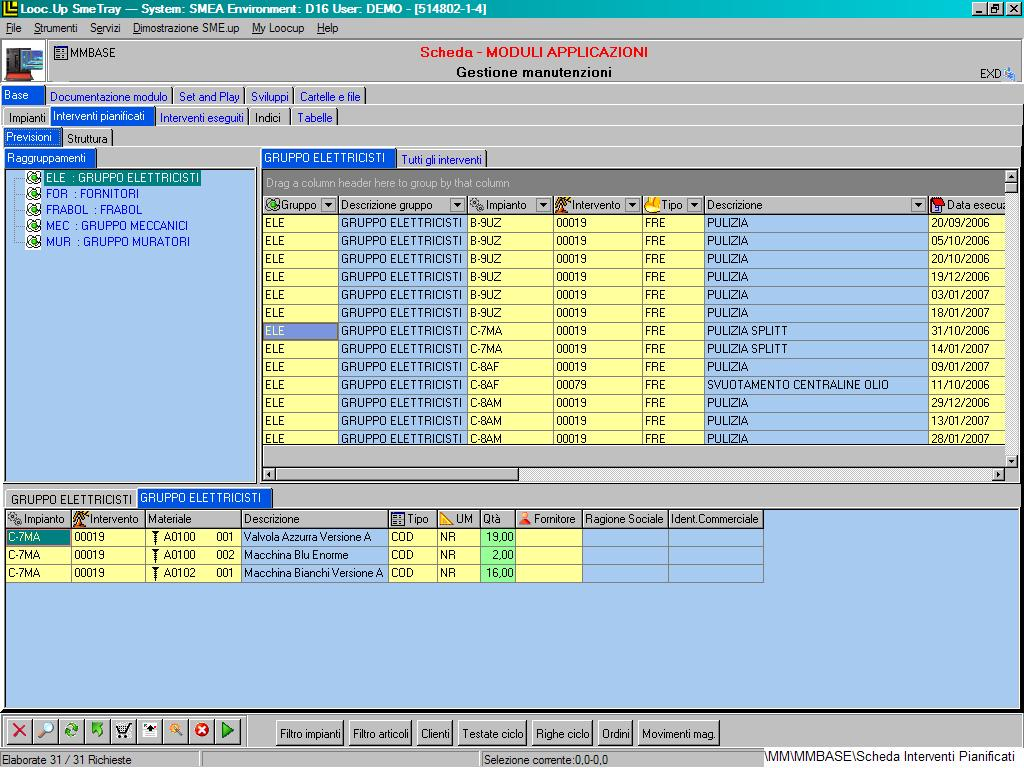 Looc.Up SmeTray — System: SMEA Environment: D16 User: DEMO - [514802-1-4]
File Strumenti Servizi Dimostrazione SME.up My Loocup Help
MMBASE
Scheda - MODULI APPLICAZIONI
Gestione manutenzioni
EXD
Base Documentazione modulo Set and Play Sviluppi Cartelle e file
Impianti Interventi pianificati Interventi eseguiti Indici Tabelle
Previsioni Struttura
Raggruppamenti
ELE : GRUPPO ELETTRICISTI
FOR : FORNITORI
FRABOL : FRABOL
MEC : GRUPPO MECCANICI
MUR : GRUPPO MURATORI
GRUPPO ELETTRICISTI Tutti gli interventi
Drag a column header here to group by that column
Gruppo Descrizione gruppo Impianto Intervento Tipo Descrizione Data esecuz
ELE GRUPPO ELETTRICISTI B-9UZ 00019 FRE PULIZIA 20/09/2006
ELE GRUPPO ELETTRICISTI B-9UZ 00019 FRE PULIZIA 05/10/2006
ELE GRUPPO ELETTRICISTI B-9UZ 00019 FRE PULIZIA 20/10/2006
ELE GRUPPO ELETTRICISTI B-9UZ 00019 FRE PULIZIA 19/12/2006
ELE GRUPPO ELETTRICISTI B-9UZ 00019 FRE PULIZIA 03/01/2007
ELE GRUPPO ELETTRICISTI B-9UZ 00019 FRE PULIZIA 18/01/2007
ELE GRUPPO ELETTRICISTI C-7MA 00019 FRE PULIZIA SPLITT 31/10/2006
ELE GRUPPO ELETTRICISTI C-7MA 00019 FRE PULIZIA SPLITT 14/01/2007
ELE GRUPPO ELETTRICISTI C-8AF 00019 FRE PULIZIA 09/01/2007
ELE GRUPPO ELETTRICISTI C-8AF 00079 FRE SVUOTAMENTO CENTRALINE OLIO 11/10/2006
ELE GRUPPO ELETTRICISTI C-8AM 00019 FRE PULIZIA 29/12/2006
ELE GRUPPO ELETTRICISTI C-8AM 00019 FRE PULIZIA 13/01/2007
ELE GRUPPO ELETTRICISTI C-8AM 00019 FRE PULIZIA 28/01/2007
GRUPPO ELETTRICISTI GRUPPO ELETTRICISTI
Impianto Intervento Materiale Descrizione Tipo UM Qtà Fornitore Ragione Sociale Ident.Commerciale
C-7MA 00019 A0100 001 Valvola Azzurra Versione A COD NR 19,00
C-7MA 00019 A0100 002 Macchina Blu Enorme COD NR 2,00
C-7MA 00019 A0102 001 Macchina Bianchi Versione A COD NR 16,00
Filtro impianti Filtro articoli Clienti Testate ciclo Righe ciclo Ordini Movimenti mag.
Elaborate 31 / 31 Richieste Selezione corrente:0,0-0,0 \MM\MMBASE\Scheda Interventi Pianificati